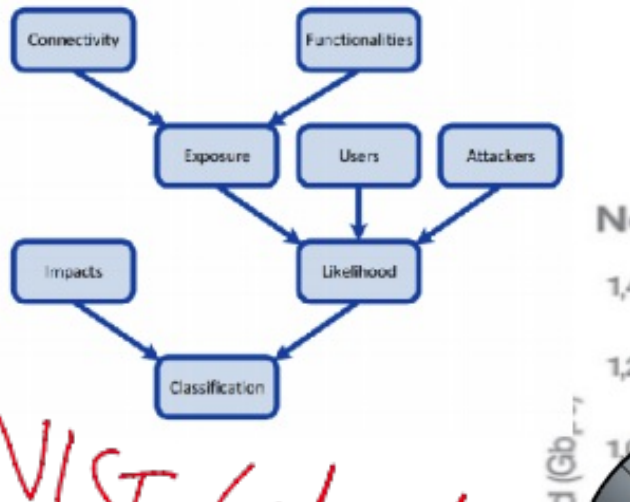 Connectivity
Functionalities
Exposure
Users
Attackers
Impacts
Likelihood
Classification
NIST